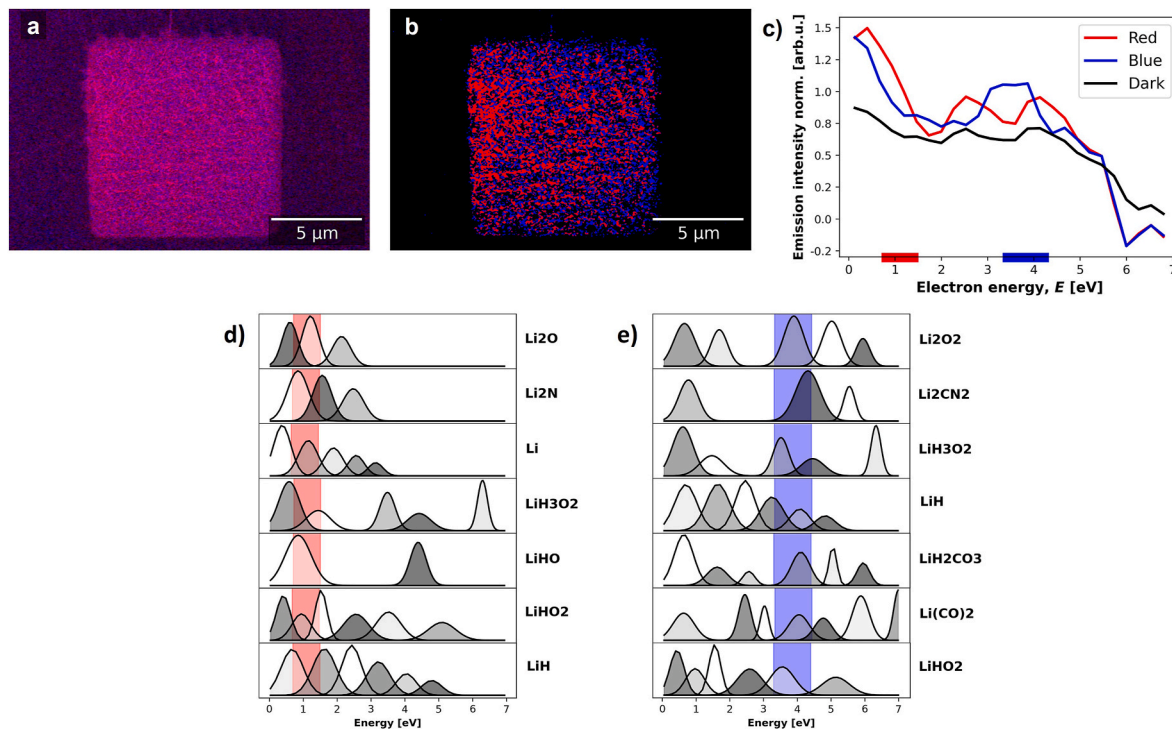 a
5 μm
b
5 μm
c)
Emission intensity norm. [arb.u.]
1.5
1.2
1.0
0.8
0.5
0.2
0.0
-0.2
Red
Blue
Dark
0 1 2 3 4 5 6 7
Electron energy, E [eV]
d)
Li2O
Li2N
Li
LiH3O2
LiHO
LiHO2
LiH
0 1 2 3 4 5 6 7
Energy [eV]
e)
Li2O2
Li2CN2
LiH3O2
LiH
LiH2CO3
Li(CO)2
LiHO2
0 1 2 3 4 5 6 7
Energy [eV]